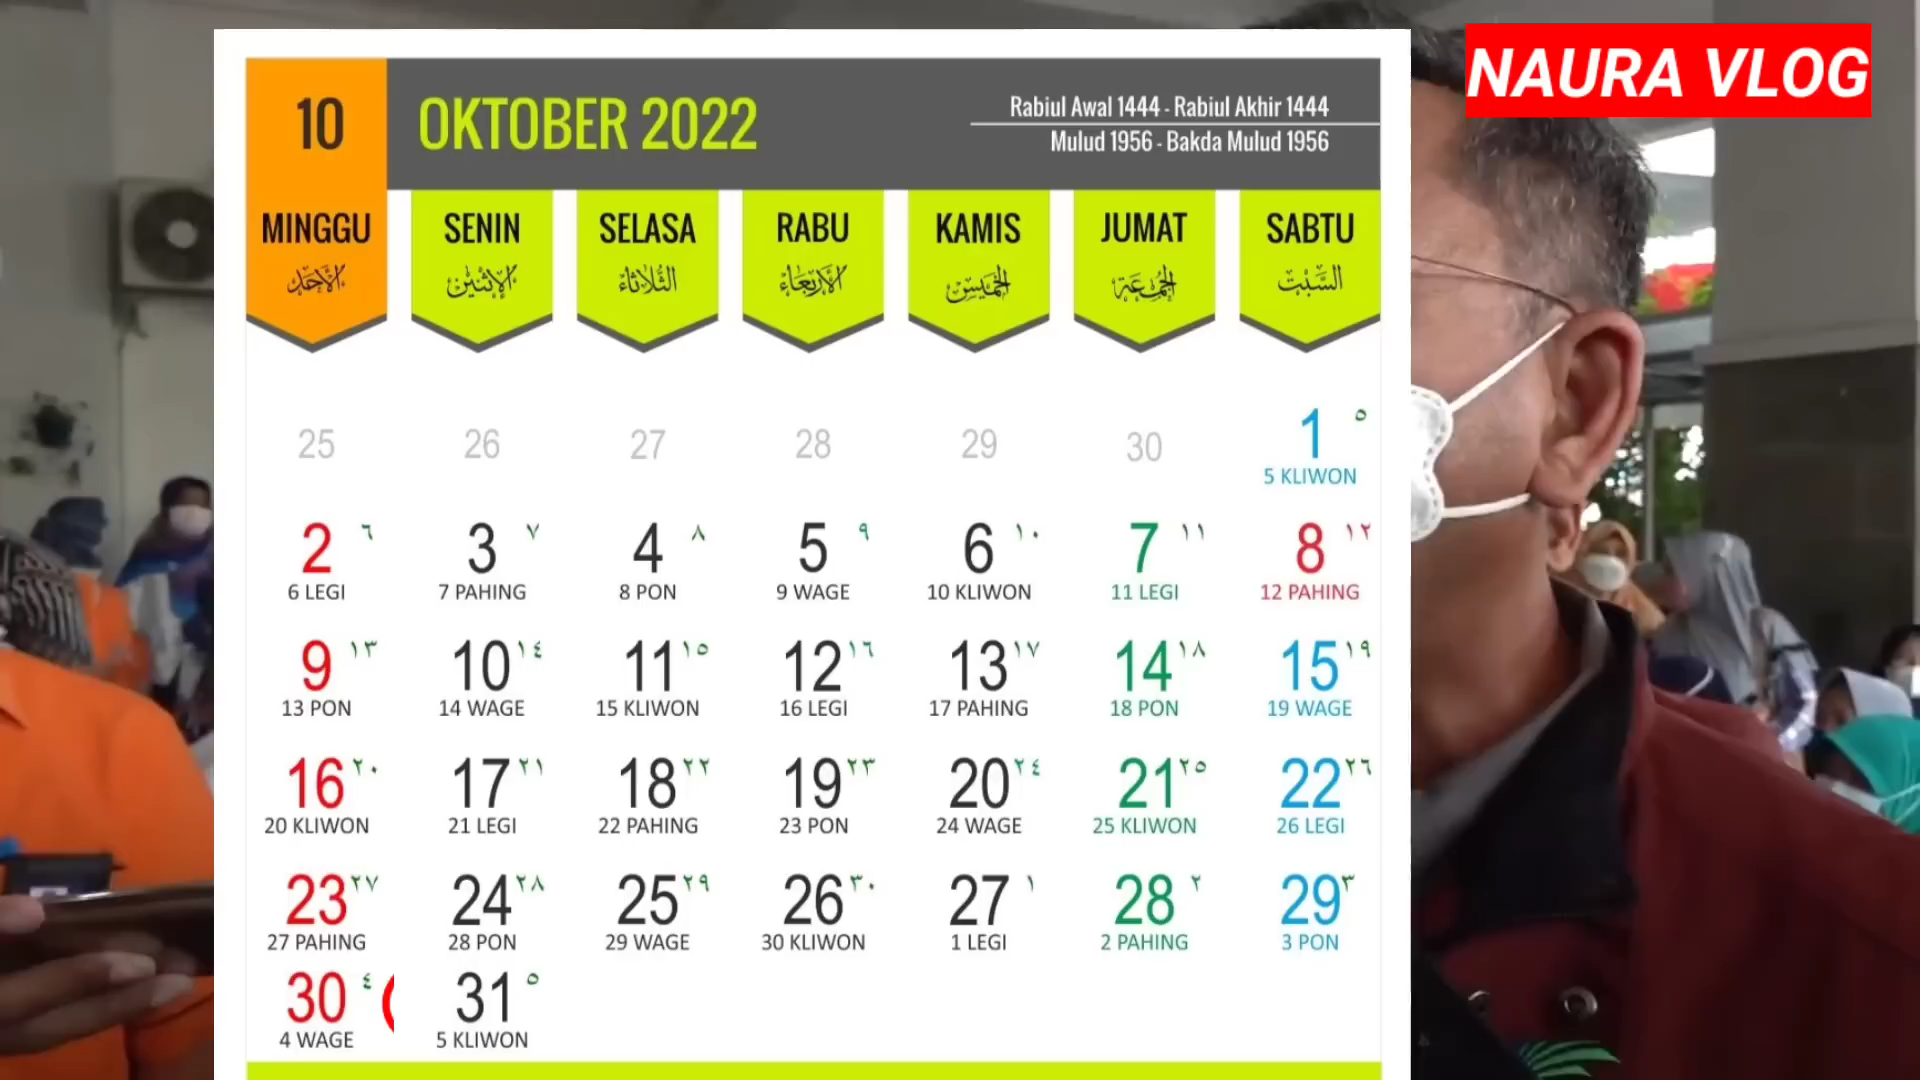 NAURA VLOG
10 OKTOBER 2022
Rabiul Awal 1444 - Rabiul Akhir 1444
Mulud 1956 - Bakda Mulud 1956
MINGGU SENIN SELASA RABU KAMIS JUMAT SABTU
الأحد الإثنين الثلاثاء الأربعاء الخميس الجمعة السبت
25 26 27 28 29 30 1 ٥
5 KLIWON
2 ٦ 3 ٧ 4 ٨ 5 ٩ 6 ١٠ 7 ١١ 8 ١٢
6 LEGI 7 PAHING 8 PON 9 WAGE 10 KLIWON 11 LEGI 12 PAHING
9 ١٣ 10 ١٤ 11 ١٥ 12 ١٦ 13 ١٧ 14 ١٨ 15 ١٩
13 PON 14 WAGE 15 KLIWON 16 LEGI 17 PAHING 18 PON 19 WAGE
16 ٢٠ 17 ٢١ 18 ٢٢ 19 ٢٣ 20 ٢٤ 21 ٢٥ 22 ٢٦
20 KLIWON 21 LEGI 22 PAHING 23 PON 24 WAGE 25 KLIWON 26 LEGI
23 ٢٧ 24 ٢٨ 25 ٢٩ 26 ٣٠ 27 ١ 28 ٢ 29 ٣
27 PAHING 28 PON 29 WAGE 30 KLIWON 1 LEGI 2 PAHING 3 PON
30 ٤ 31 ٥
4 WAGE 5 KLIWON